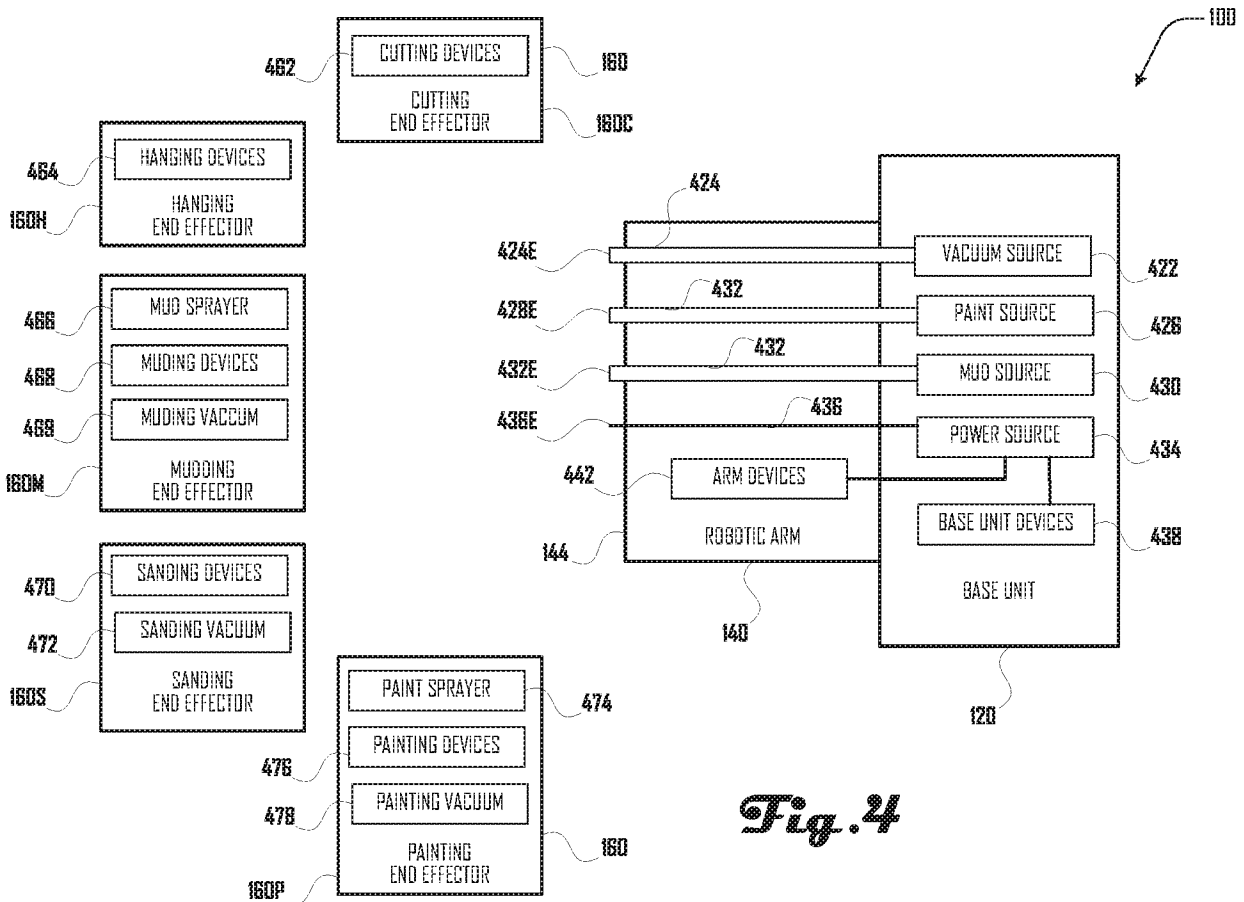 100
462
CUTTING DEVICES
160
CUTTING
END EFFECTOR
160C
464
HANGING DEVICES
160H
HANGING
END EFFECTOR
466
MUD SPRAYER
468
MUDING DEVICES
469
MUDING VACCUM
160M
MUDDING
END EFFECTOR
470
SANDING DEVICES
472
SANDING VACUUM
160S
SANDING
END EFFECTOR
PAINT SPRAYER
474
476
PAINTING DEVICES
478
PAINTING VACUUM
160
PAINTING
END EFFECTOR
160P
424
424E
VACUUM SOURCE
422
432
428E
PAINT SOURCE
426
432
432E
MUD SOURCE
430
436
436E
POWER SOURCE
434
442
ARM DEVICES
BASE UNIT DEVICES
438
144
ROBOTIC ARM
140
BASE UNIT
120
Fig.4